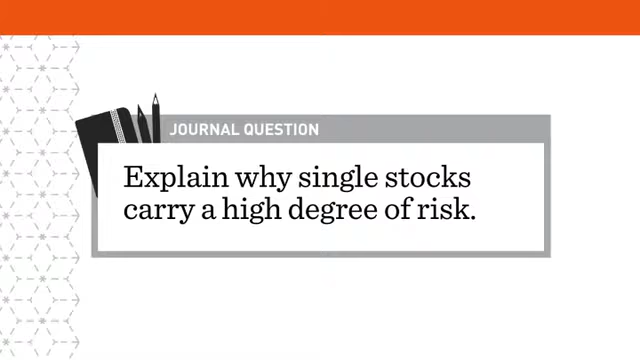 JOURNAL QUESTION
Explain why single stocks
carry a high degree of risk.